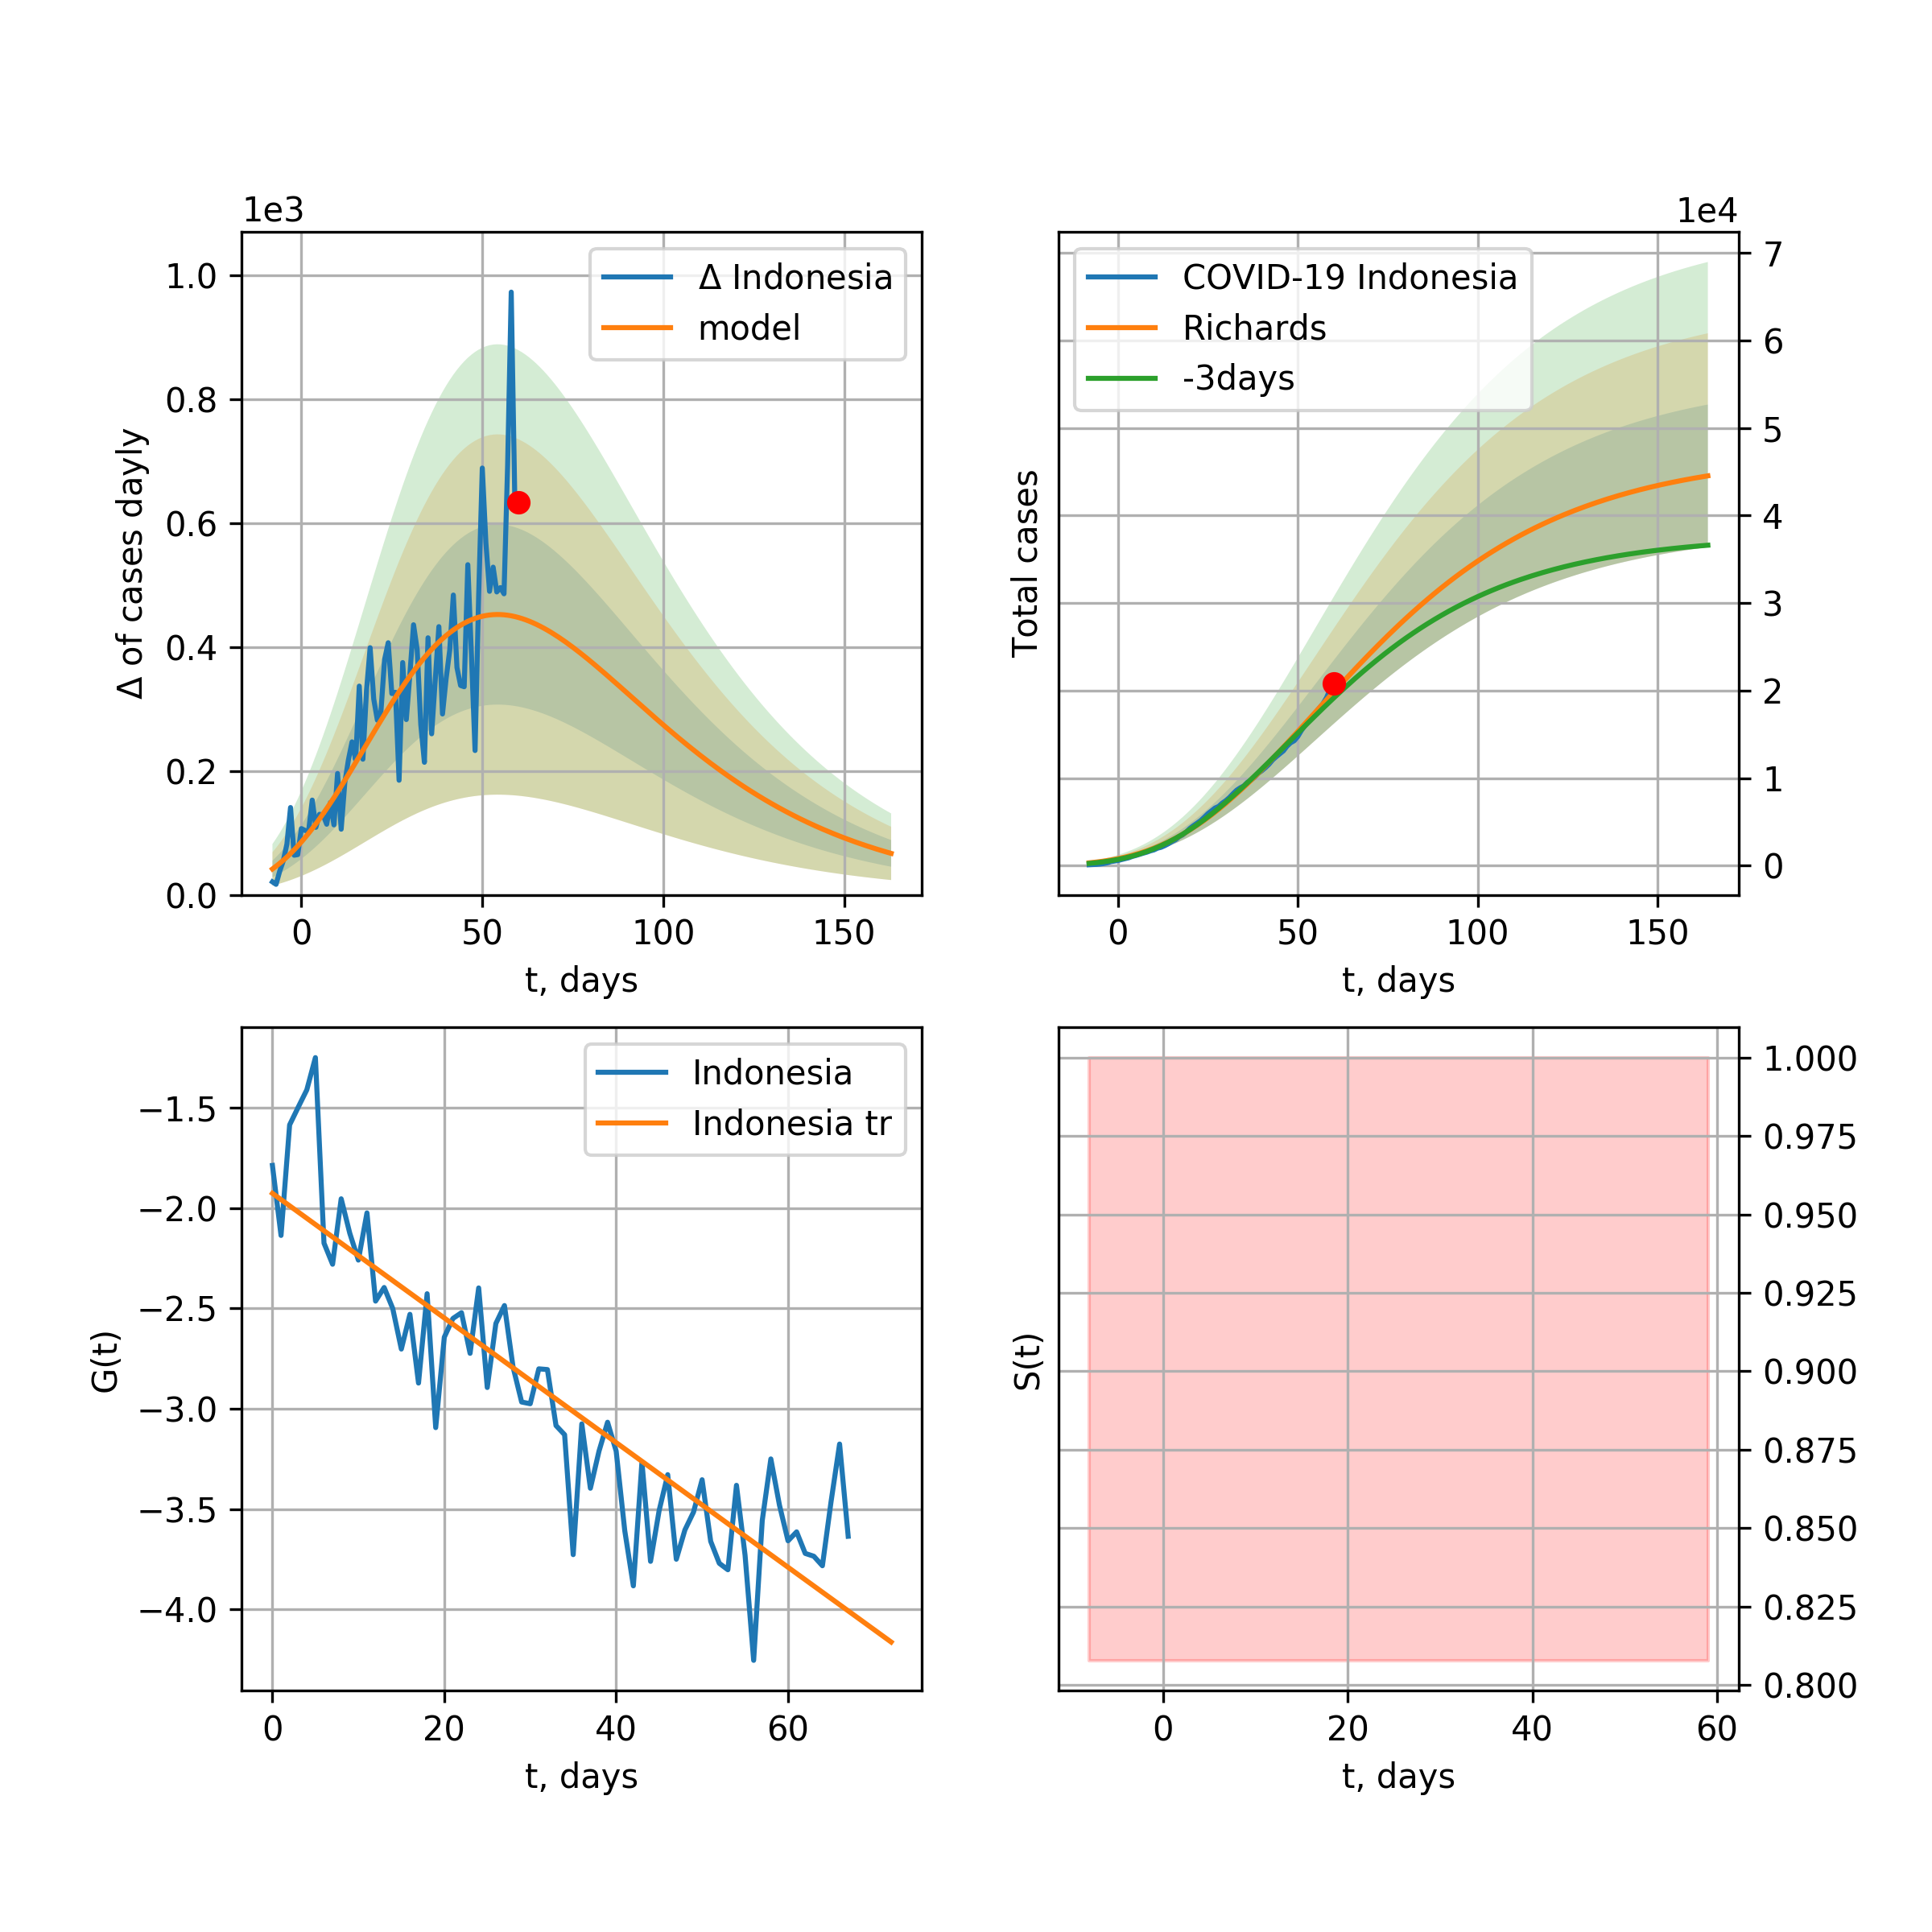 1e3
1.0
0.8
0.6
0.4
0.2
0.0
Δ of cases dayly
Δ Indonesia
model
0 50 100 150
t, days
1e4
7
6
5
4
3
2
1
0
Total cases
COVID-19 Indonesia
Richards
-3days
0 50 100 150
t, days
−1.5
−2.0
−2.5
−3.0
−3.5
−4.0
G(t)
Indonesia
Indonesia tr
0 20 40 60
t, days
1.000
0.975
0.950
0.925
0.900
0.875
0.850
0.825
0.800
S(t)
0 20 40 60
t, days